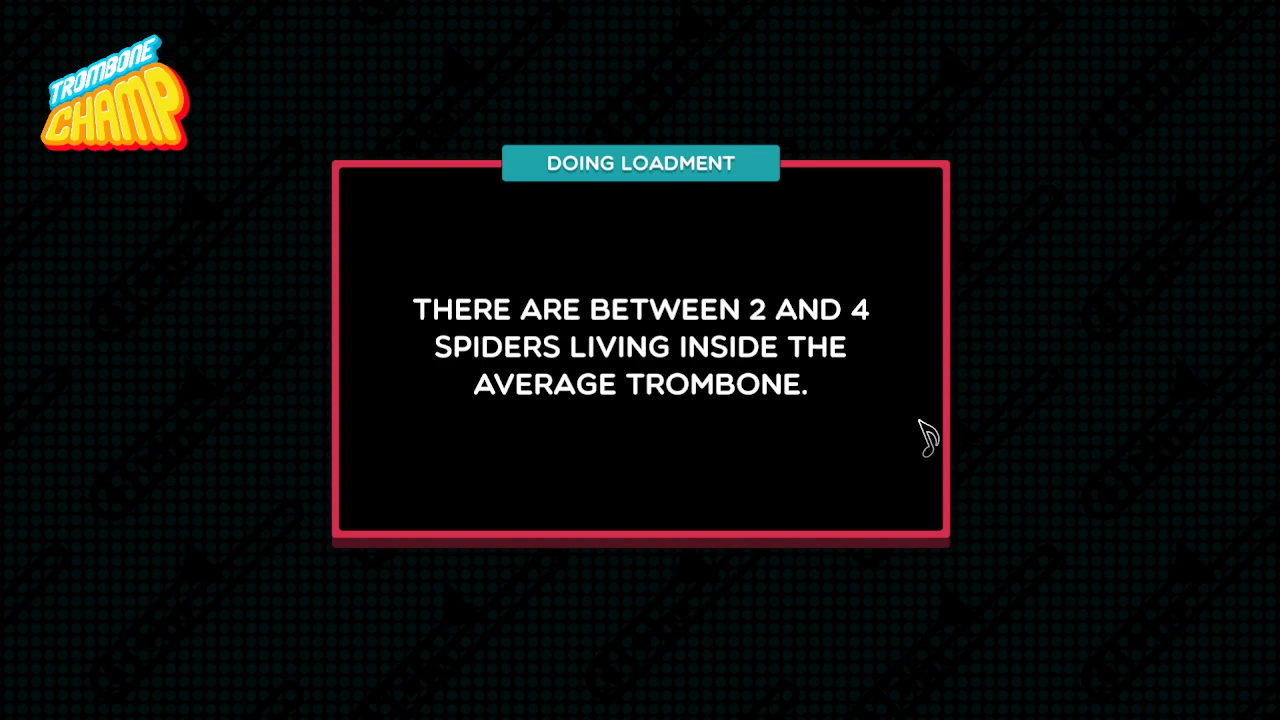 TROMBONE
CHAMP
DOING LOADMENT
THERE ARE BETWEEN 2 AND 4
SPIDERS LIVING INSIDE THE
AVERAGE TROMBONE.